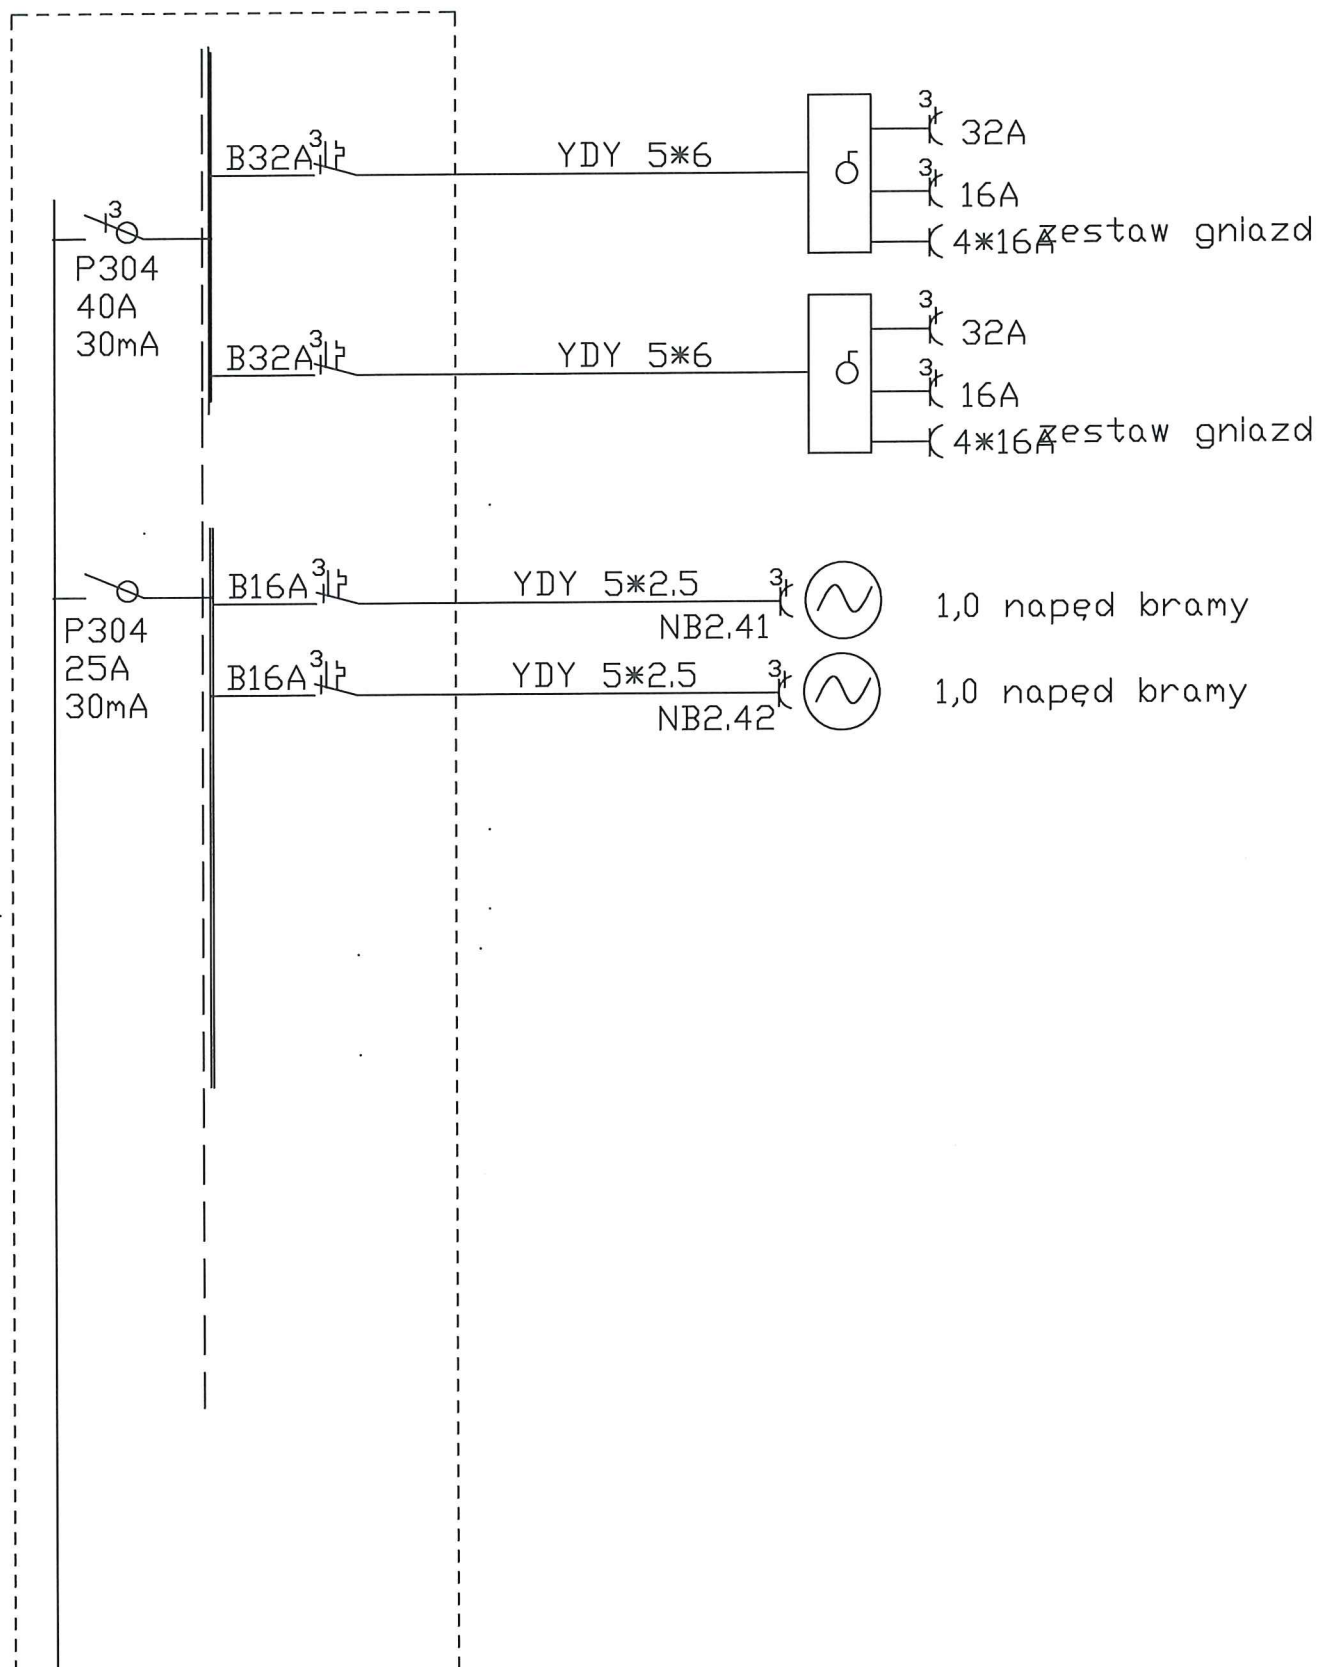 3
32A
B32A
3
YDY 5*6
3
16A
4*16A
zestaw gniazd
3
P304
40A
30mA
3
32A
B32A
3
YDY 5*6
3
16A
4*16A
zestaw gniazd
B16A
3
YDY 5*2.5
3
NB2.41
1,0 napęd bramy
P304
25A
30mA
B16A
3
YDY 5*2.5
3
NB2.42
1,0 napęd bramy